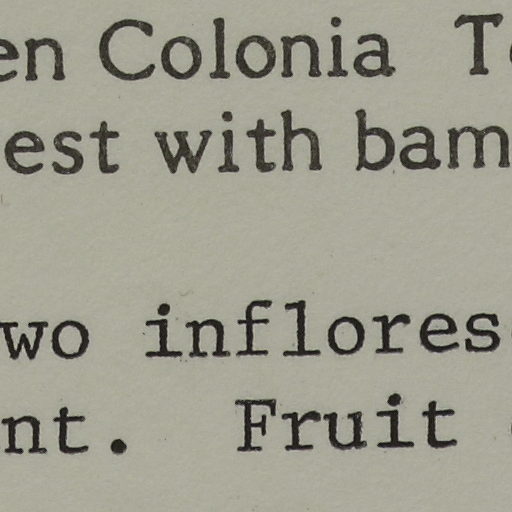 en Colonia T
est with bam
wo inflores
nt. Fruit